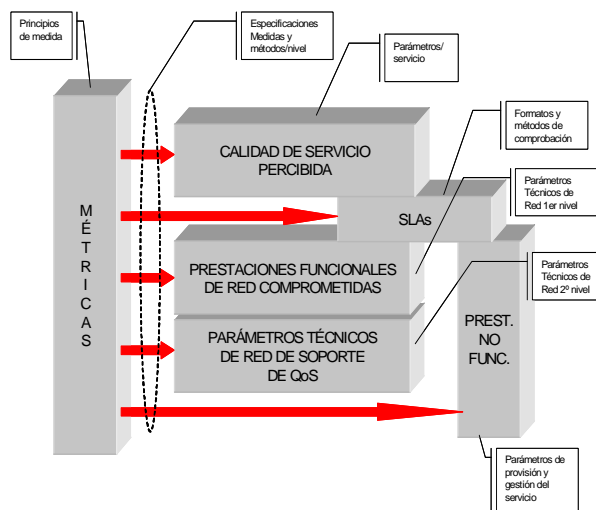 Principios
de medida
Especificaciones
Medidas y
métodos/nivel
Parámetros/
servicio
Formatos y
métodos de
comprobación
CALIDAD DE SERVICIO
PERCIBIDA
Parámetros
Técnicos de
Red 1er nivel
SLAs
MÉTRICAS
PRESTACIONES FUNCIONALES
DE RED COMPROMETIDAS
Parámetros
Técnicos de
Red 2º nivel
PARÁMETROS TÉCNICOS
DE RED DE SOPORTE
DE QoS
PREST.
NO
FUNC.
Parámetros de
provisión y
gestión del
servicio